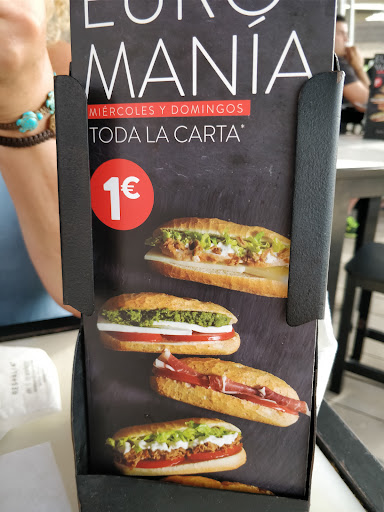 EURO
MANÍA
MIÉRCOLES Y DOMINGOS
TODA LA CARTA*
1€